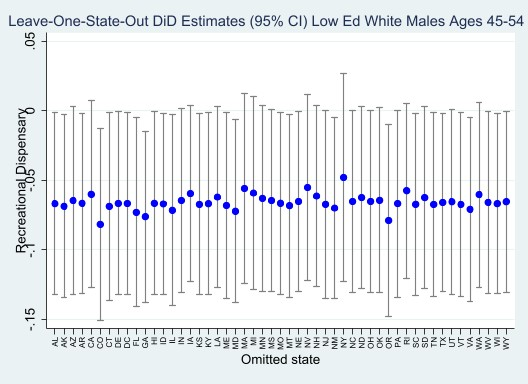 Leave-One-State-Out DiD Estimates (95% CI) Low Ed White Males Ages 45-54
Recreational Dispensary
.05
0
-.05
-.1
-.15
AL AK AZ AR CA CO CT DE DC FL GA HI ID IL IN IA KS KY LA ME MD MA MI MN MS MO MT NE NV NH NJ NM NY NC ND OH OK OR PA RI SC SD TN TX UT VT VA WA WV WI WY
Omitted state